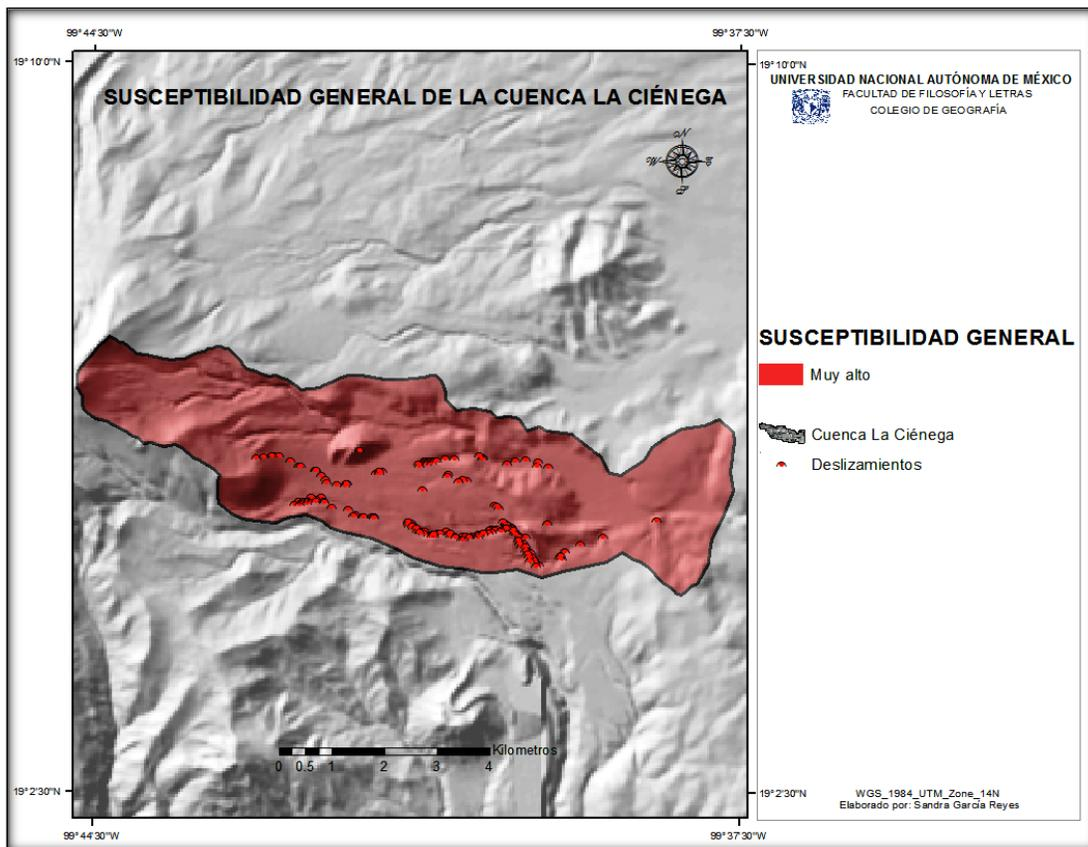 99°44'30"W
99°37'30"W
19°10'0"N
19°10'0"N
SUSCEPTIBILIDAD GENERAL DE LA CUENCA LA CIÉNEGA
N
W
E
S
Kilometros
0 0.5 1 2 3 4
19°2'30"N
19°2'30"N
99°44'30"W
99°37'30"W
UNIVERSIDAD NACIONAL AUTÓNOMA DE MÉXICO
FACULTAD DE FILOSOFÍA Y LETRAS
COLEGIO DE GEOGRAFÍA
SUSCEPTIBILIDAD GENERAL
Muy alto
Cuenca La Ciénega
Deslizamientos
WGS_1984_UTM_Zone_14N
Elaborado por: Sandra García Reyes